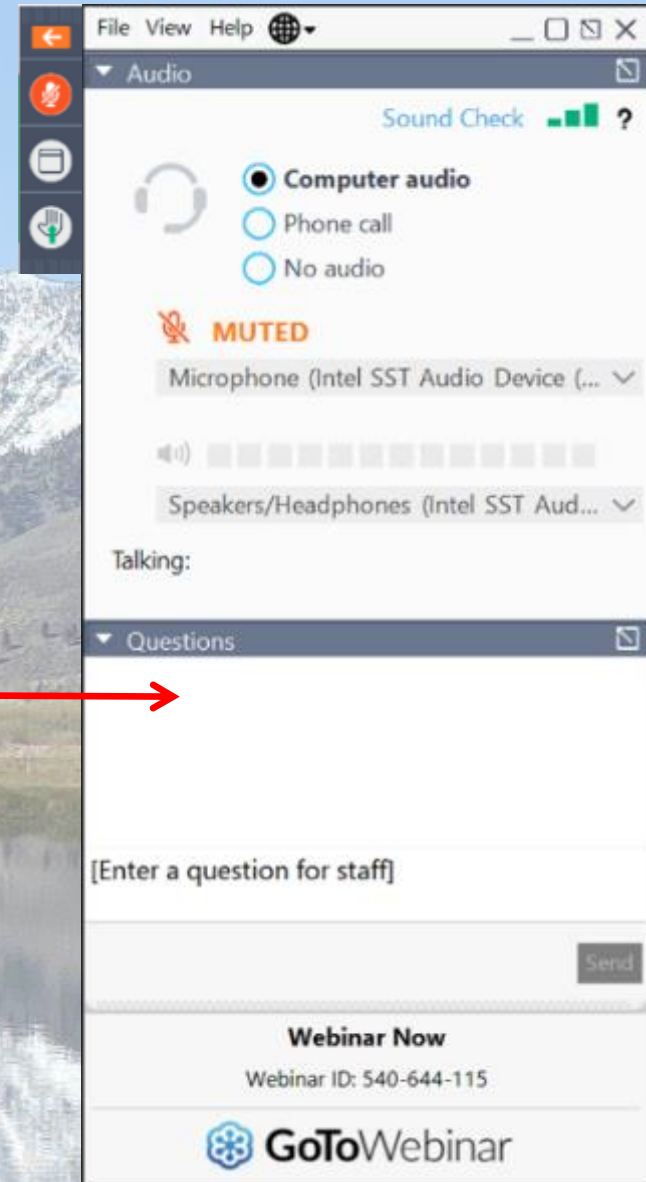 File View Help
Audio
Sound Check ?
Computer audio
Phone call
No audio
MUTED
Microphone (Intel SST Audio Device (...
Speakers/Headphones (Intel SST Aud...
Talking:
Questions
[Enter a question for staff]
Send
Webinar Now
Webinar ID: 540-644-115
GoToWebinar